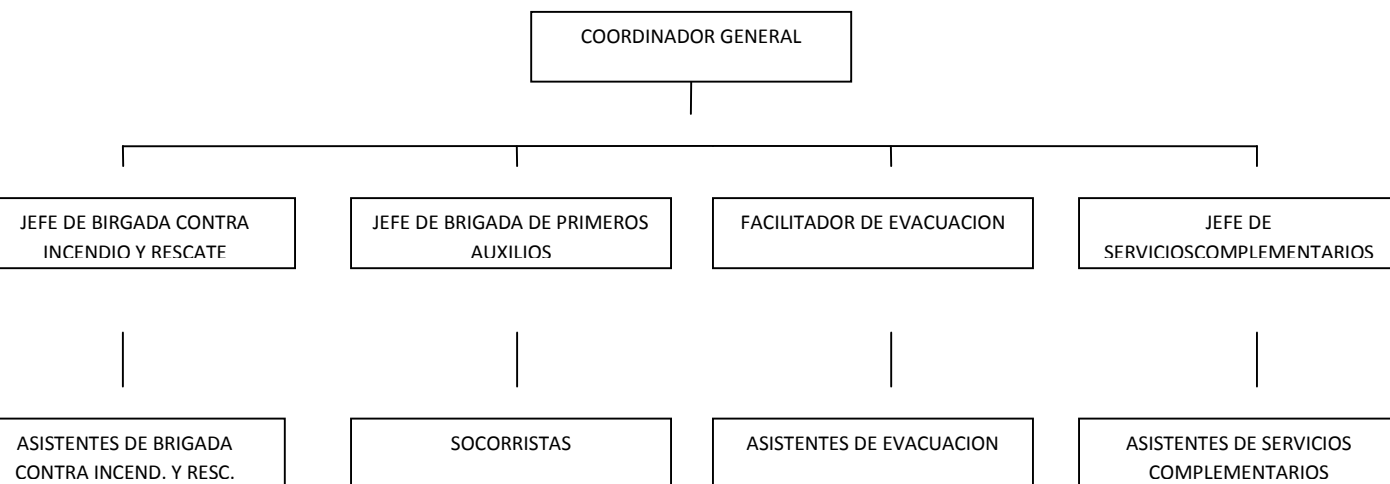 COORDINADOR GENERAL
JEFE DE BIRGADA CONTRA
INCENDIO Y RESCATE
JEFE DE BRIGADA DE PRIMEROS
AUXILIOS
FACILITADOR DE EVACUACION
JEFE DE
SERVICIOSCOMPLEMENTARIOS
ASISTENTES DE BRIGADA
CONTRA INCEND. Y RESC.
SOCORRISTAS
ASISTENTES DE EVACUACION
ASISTENTES DE SERVICIOS
COMPLEMENTARIOS